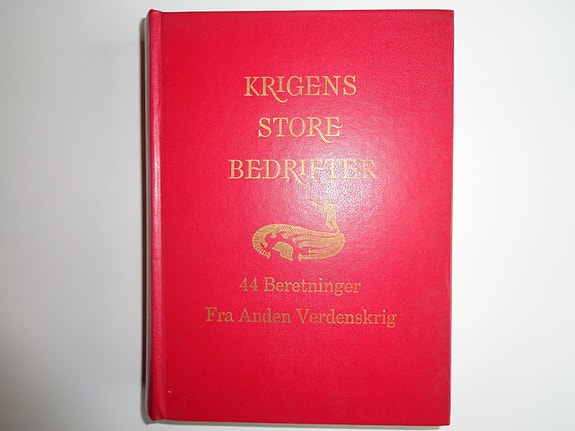 KRIGENS
STORE
BEDRIFTER
44 Beretninger
Fra Anden Verdenskrig